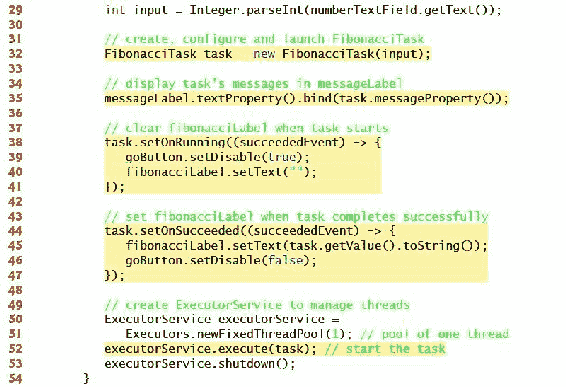 29 int input = Integer.parseInt(numberTextField.getText());
30
31 // create, configure and launch FibonacciTask
32 FibonacciTask task = new FibonacciTask(input);
33
34 // display task's messages in messageLabel
35 messageLabel.textProperty().bind(task.messageProperty());
36
37 // clear fibonacciLabel when task starts
38 task.setOnRunning((succeededEvent) -> {
39 goButton.setDisable(true);
40 fibonacciLabel.setText("");
41 });
42
43 // set fibonacciLabel when task completes successfully
44 task.setOnSucceeded((succeededEvent) -> {
45 fibonacciLabel.setText(task.getValue().toString());
46 goButton.setDisable(false);
47 });
48
49 // create ExecutorService to manage threads
50 ExecutorService executorService =
51 Executors.newFixedThreadPool(1); // pool of one thread
52 executorService.execute(task); // start the task
53 executorService.shutdown();
54 }